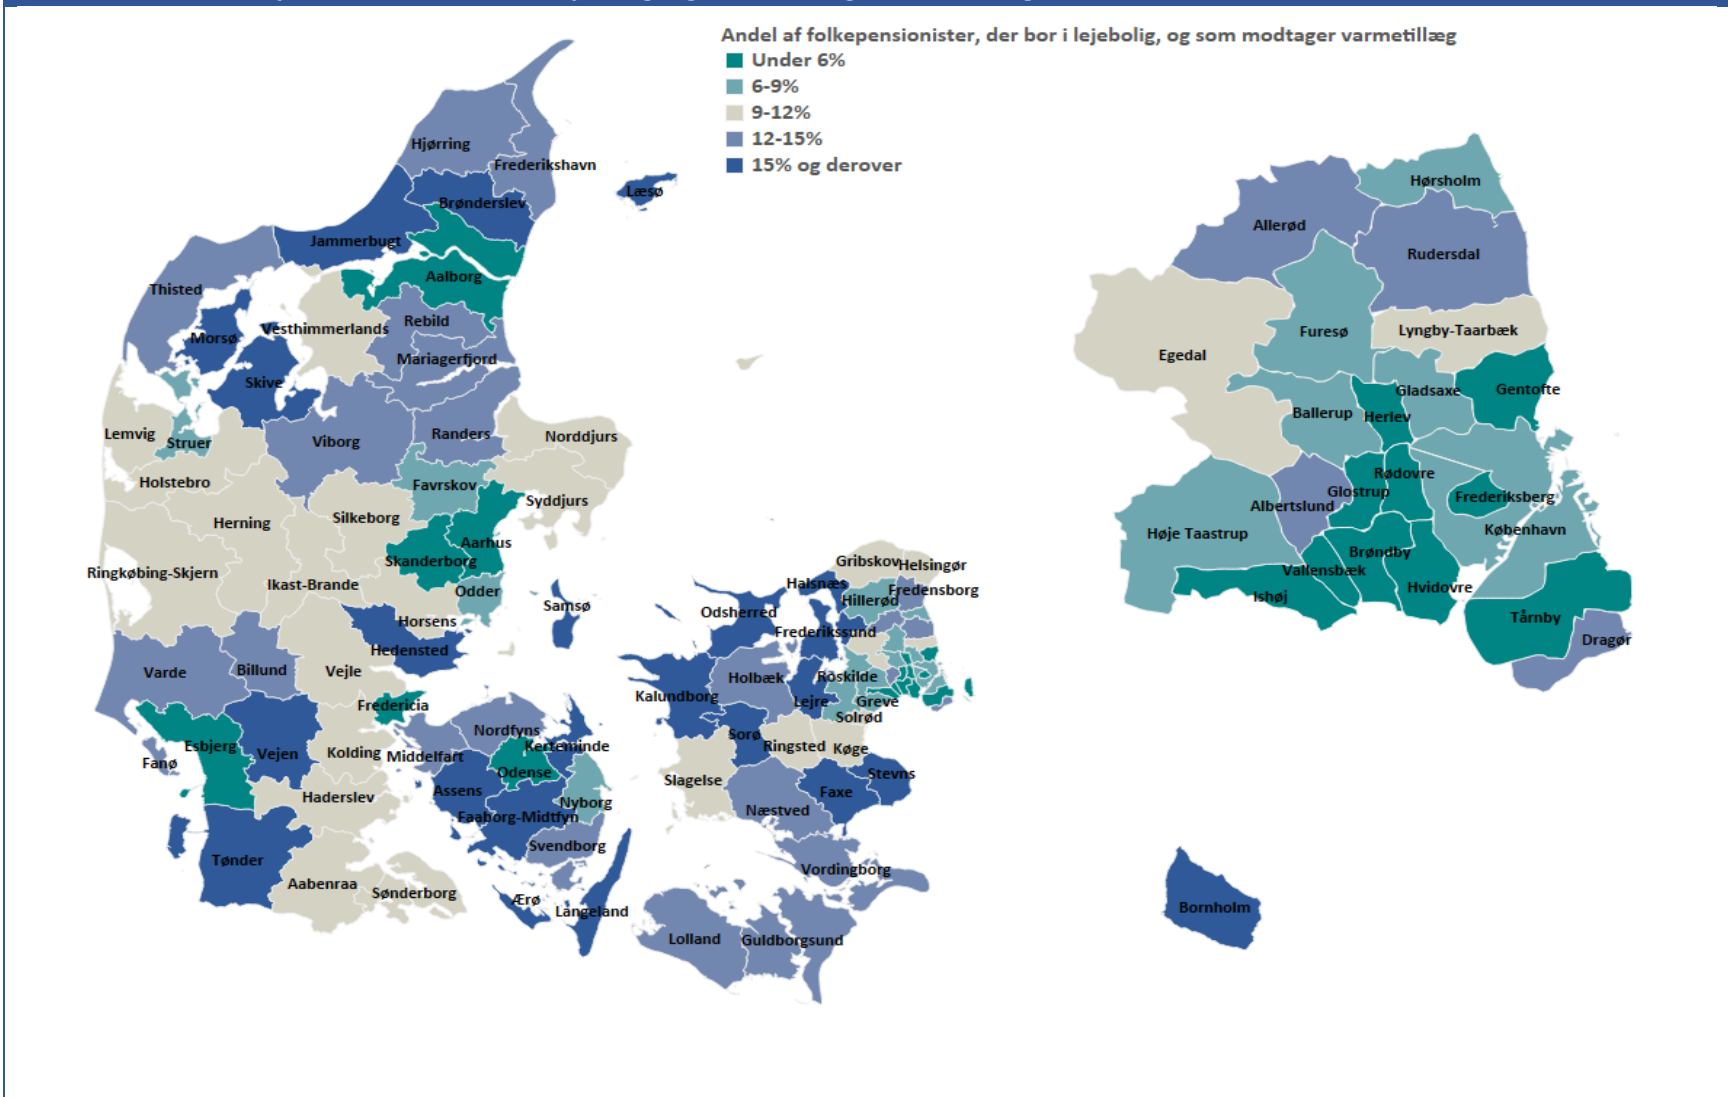 Andel af folkepensionister, der bor i lejebolig, og som modtager varmetillæg
Under 6%
6-9%
9-12%
12-15%
15% og derover
Hjørring
Frederikshavn
Læsø
Brønderslev
Jammerbugt
Aalborg
Thisted
Vesthimmerlands
Rebild
Morsø
Mariagerfjord
Skive
Lemvig
Struer
Viborg
Randers
Norddjurs
Holstebro
Favrskov
Syddjurs
Herning
Silkeborg
Aarhus
Skanderborg
Ringkøbing-Skjern
Ikast-Brande
Odder
Samsø
Horsens
Hedensted
Varde
Billund
Vejle
Fredericia
Esbjerg
Vejen
Kolding
Fanø
Haderslev
Tønder
Aabenraa
Sønderborg
Middelfart
Nordfyns
Kerteminde
Odense
Assens
Nyborg
Faaborg-Midtfyn
Svendborg
Ærø
Langeland
Gribskov
Helsingør
Halsnæs
Hillerød
Fredensborg
Odsherred
Frederikssund
Kalundborg
Holbæk
Roskilde
Lejre
Greve
Solrød
Sorø
Ringsted
Køge
Slagelse
Stevns
Faxe
Næstved
Vordingborg
Lolland
Guldborgsund
Hørsholm
Allerød
Rudersdal
Furesø
Lyngby-Taarbæk
Egedal
Gladsaxe
Gentofte
Ballerup
Herlev
Rødovre
Glostrup
Frederiksberg
Albertslund
København
Høje Taastrup
Brøndby
Vallensbæk
Hvidovre
Ishøj
Tårnby
Dragør
Bornholm